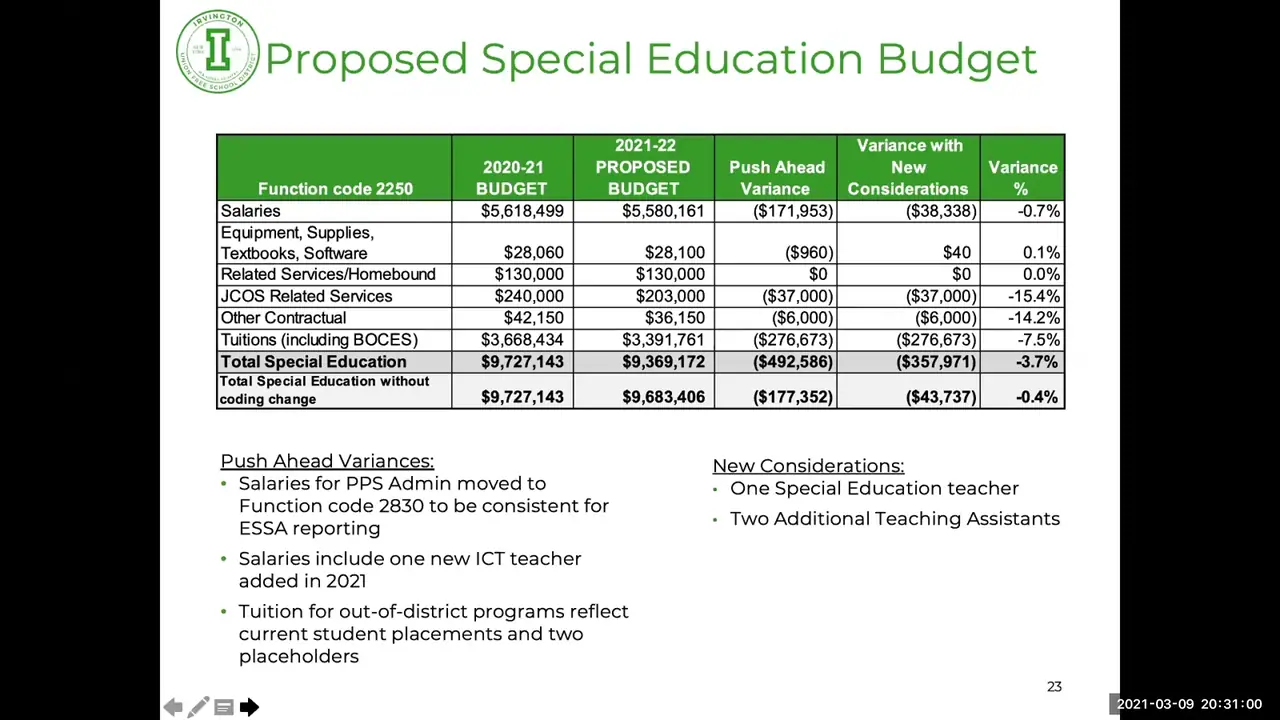 IRVINGTON
UNION FREE SCHOOL DISTRICT
I
Proposed Special Education Budget
Function code 2250 2020-21 BUDGET 2021-22 PROPOSED BUDGET Push Ahead Variance Variance with New Considerations Variance %
Salaries $5,618,499 $5,580,161 ($171,953) ($38,338) -0.7%
Equipment, Supplies,
Textbooks, Software $28,060 $28,100 ($960) $40 0.1%
Related Services/Homebound $130,000 $130,000 $0 $0 0.0%
JCOS Related Services $240,000 $203,000 ($37,000) ($37,000) -15.4%
Other Contractual $42,150 $36,150 ($6,000) ($6,000) -14.2%
Tuitions (including BOCES) $3,668,434 $3,391,761 ($276,673) ($276,673) -7.5%
Total Special Education $9,727,143 $9,369,172 ($492,586) ($357,971) -3.7%
Total Special Education without
coding change $9,727,143 $9,683,406 ($177,352) ($43,737) -0.4%
Push Ahead Variances:
• Salaries for PPS Admin moved to
Function code 2830 to be consistent for
ESSA reporting
• Salaries include one new ICT teacher
added in 2021
• Tuition for out-of-district programs reflect
current student placements and two
placeholders
New Considerations:
• One Special Education teacher
• Two Additional Teaching Assistants
23
2021-03-09 20:31:00